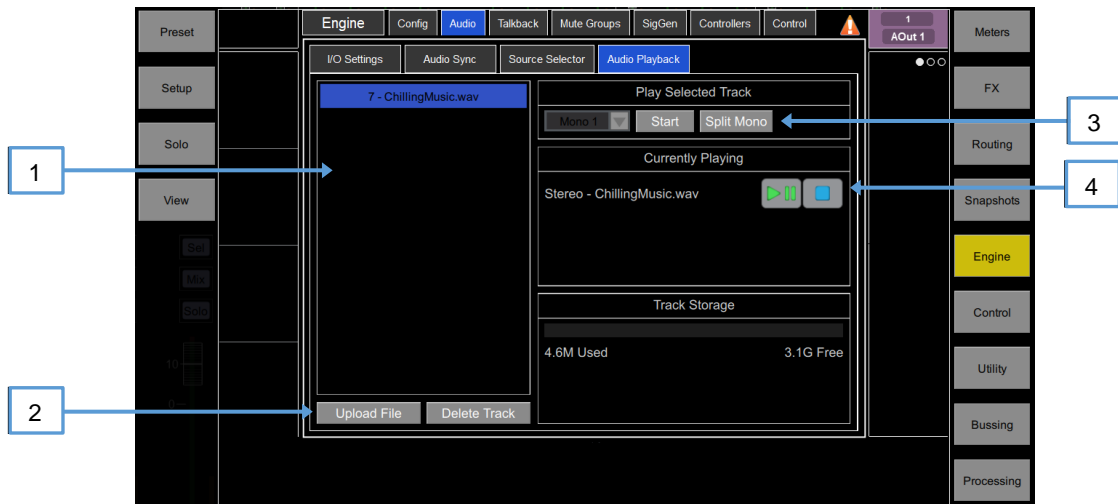 Preset
Setup
Solo
View
Sel
Mix
Solo
10
0
Engine
Config
Audio
Talkback
Mute Groups
SigGen
Controllers
Control
1
AOut 1
I/O Settings
Audio Sync
Source Selector
Audio Playback
7 - ChillingMusic.wav
Upload File
Delete Track
Play Selected Track
Mono 1
Start
Split Mono
Currently Playing
Stereo - ChillingMusic.wav
Track Storage
4.6M Used
3.1G Free
Meters
FX
Routing
Snapshots
Engine
Control
Utility
Bussing
Processing
1
2
3
4